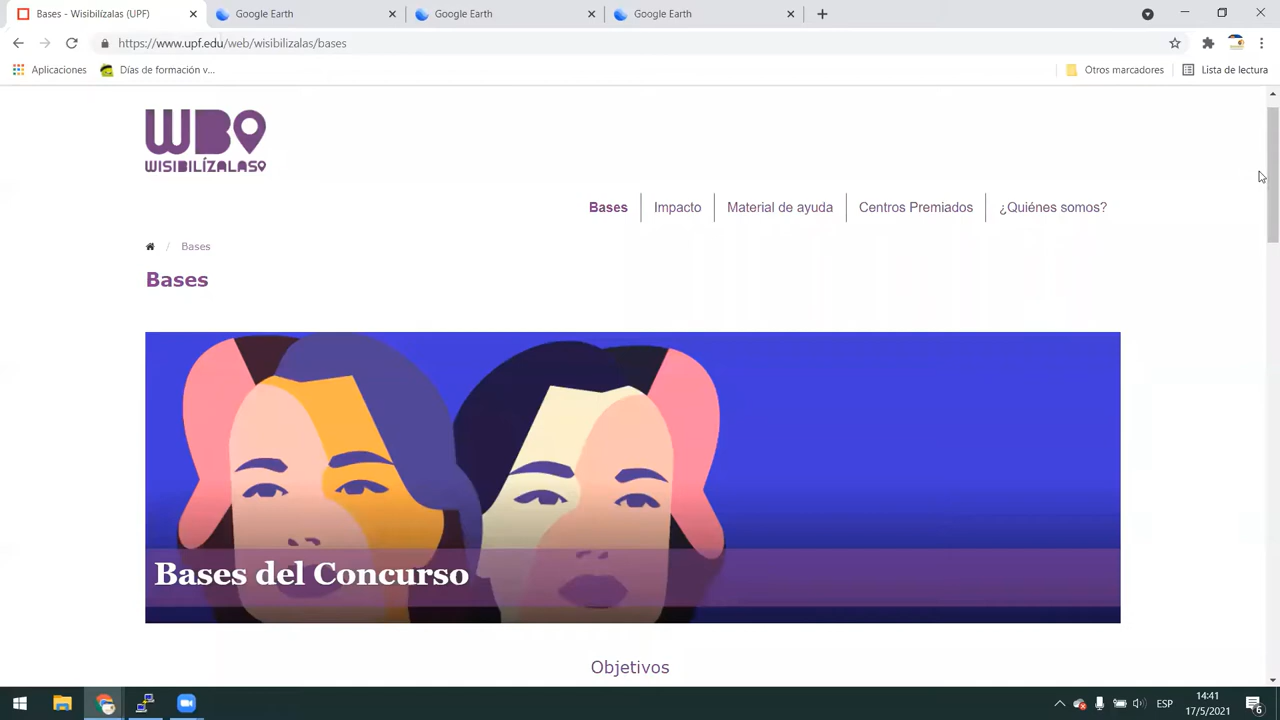 Bases - Wisibilízalas (UPF)
Google Earth
Google Earth
Google Earth
https://www.upf.edu/web/wisibilizalas/bases
Aplicaciones
Días de formación v...
Otros marcadores
Lista de lectura
WB
WISIBILÍZALAS
Bases
Impacto
Material de ayuda
Centros Premiados
¿Quiénes somos?
/ Bases
Bases
Bases del Concurso
Objetivos
ESP
14:41
17/5/2021
6